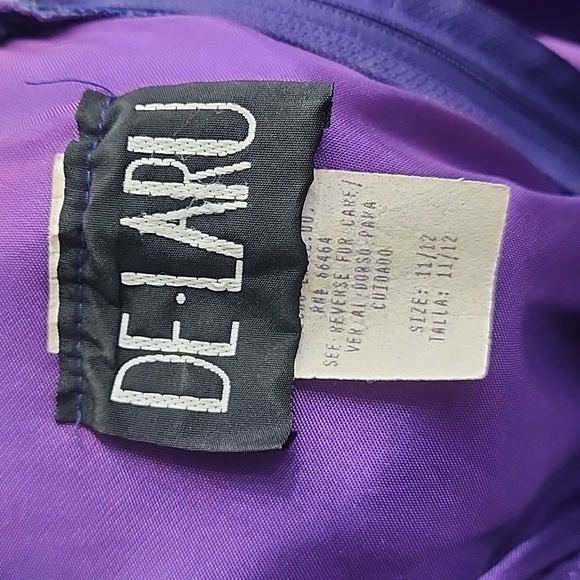 DE·LARU
RN# 66464
SEE REVERSE FOR CARE/
VER AL DORSO PARA
CUIDADO
SIZE: 11/12
TALLA: 11/12